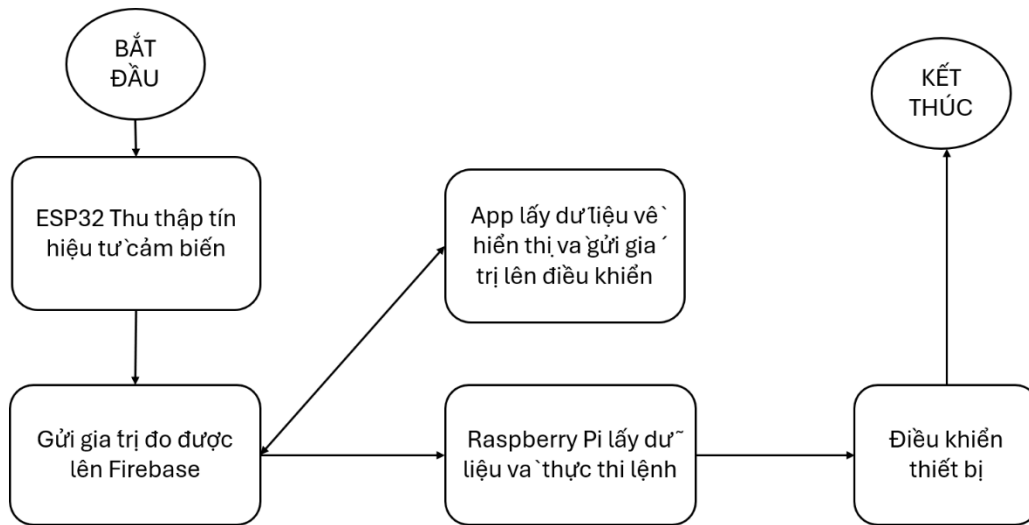 BẮT
ĐẦU
KẾT
THÚC
ESP32 Thu thập tín
hiệu từ cảm biến
App lấy dữ liệu về
hiển thị và gửi giá
trị lên điều khiển
Gửi giá trị đo được
lên Firebase
Raspberry Pi lấy dữ
liệu và thực thi lệnh
Điều khiển
thiết bị